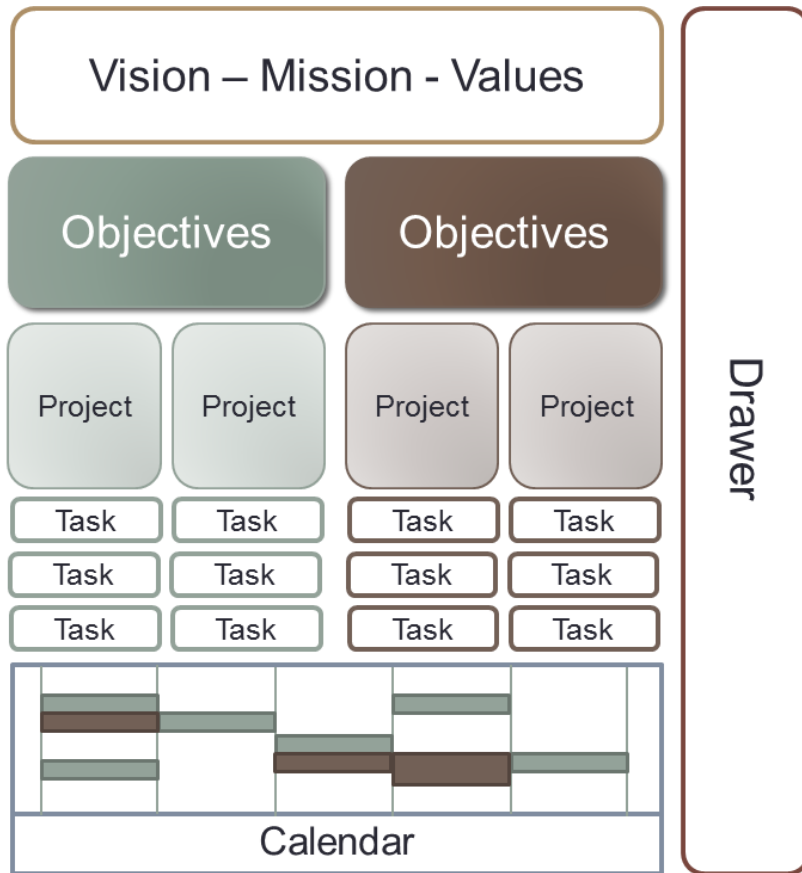 Vision – Mission - Values
Objectives
Objectives
Project
Project
Project
Project
Task
Task
Task
Task
Task
Task
Task
Task
Task
Task
Task
Task
Calendar
Drawer